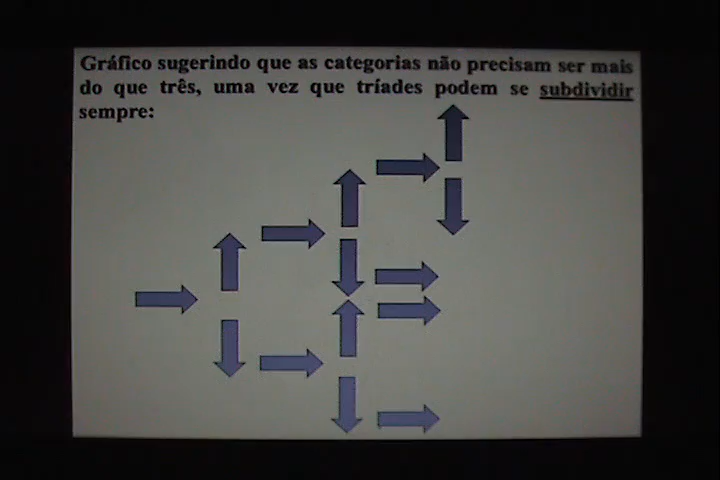 Gráfico sugerindo que as categorias não precisam ser mais
do que três, uma vez que tríades podem se subdividir
sempre: